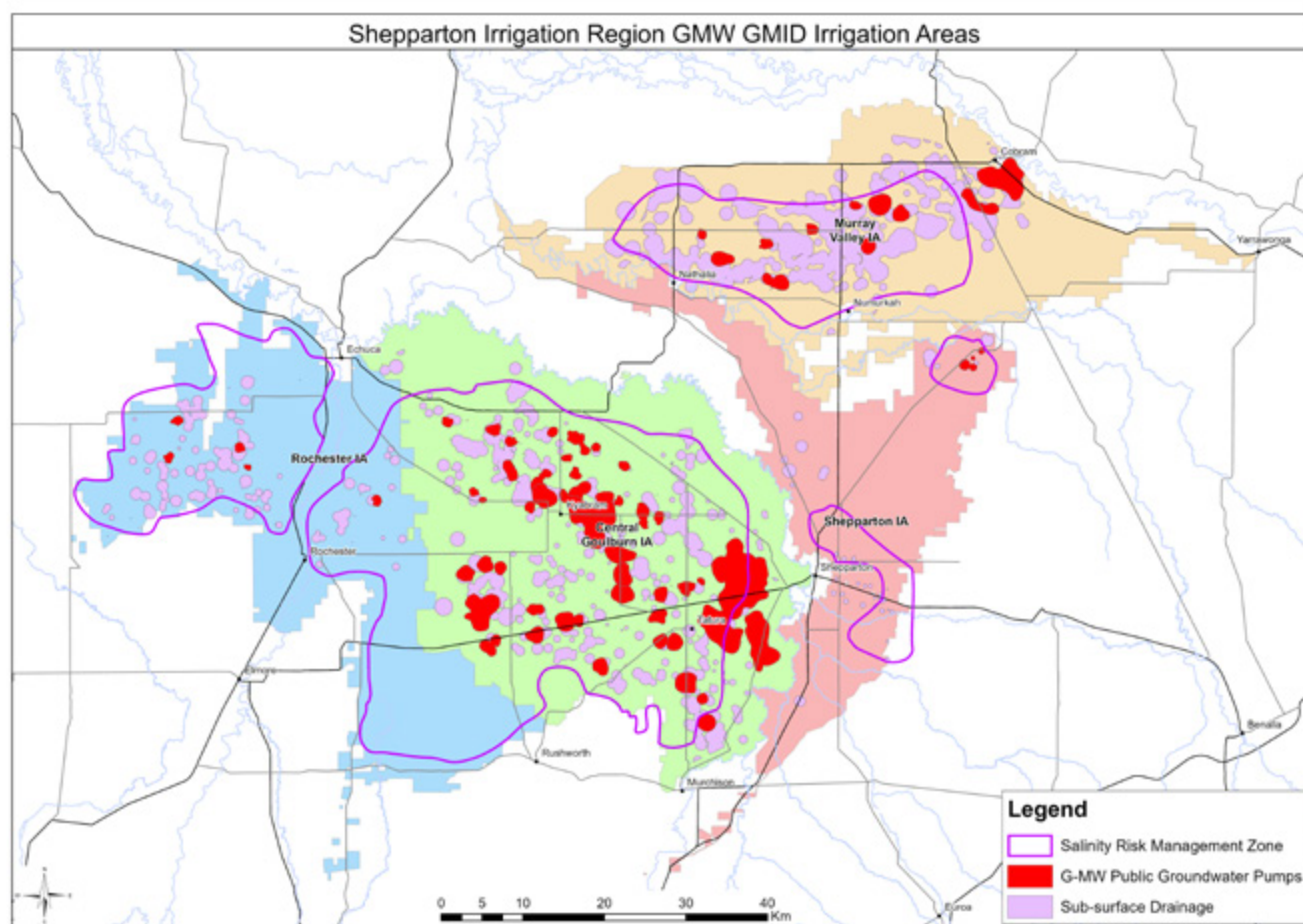 Shepparton Irrigation Region GMW GMID Irrigation Areas
Cobram
Murray
Valley IA
Yarrawonga
Nathalia
Numurkah
Echuca
Rochester IA
Kyabram
Central
Goulburn IA
Shepparton IA
Rochester
Shepparton
Tatura
Elmore
Rushworth
Benalla
Murchison
Legend
Salinity Risk Management Zone
G-MW Public Groundwater Pumps
Sub-surface Drainage
0 5 10 20 30 40
Km
Euroa